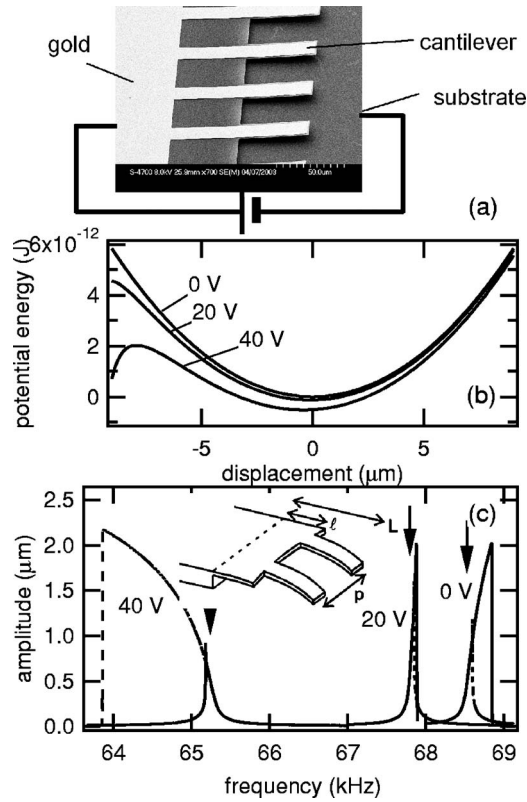 gold
cantilever
substrate
S-4700 8.0kV 25.8mm x700 SE(M) 04/07/2003 50.0um
(a)
6x10-12
4
2
0
potential energy (J)
0 V
20 V
40 V
(b)
-5 0 5
displacement (μm)
2.5
2.0
1.5
1.0
0.5
0.0
amplitude (μm)
(c)
ℓ
L
p
40 V
20 V
0 V
64 65 66 67 68 69
frequency (kHz)